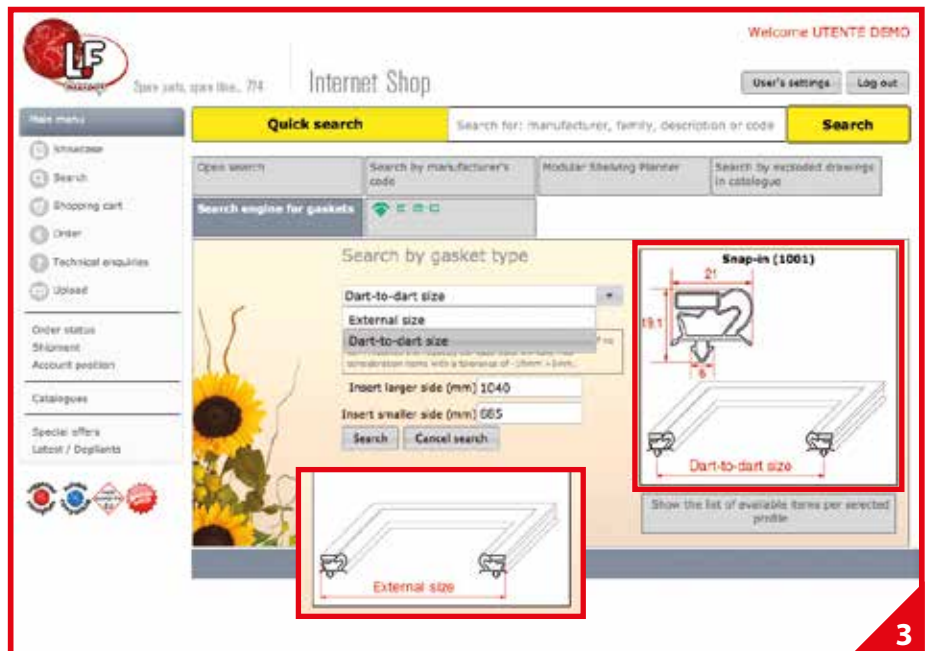 Welcome UTENTE DEMO
LF
Spare parts, spare time..
Internet Shop
User's settings
Log out
Main menu
Quick search
Search for: manufacturer, family, description or code
Search
Showcase
Search
Shopping cart
Order
Technical enquiries
Upload
Open search
Search by manufacturer's
code
Modular Shelving Planner
Search by exploded drawings
in catalogue
Search engine for gaskets
Order status
Shipment
Account position
Catalogues
Special offers
Latest / Depliants
Search by gasket type
Dart-to-dart size
External size
Dart-to-dart size
Insert larger side (mm) 1040
Insert smaller side (mm) 665
Search
Cancel search
Snap-in (1001)
21
19.1
6
Dart-to-dart size
Show the list of available items per selected
profile
External size
3